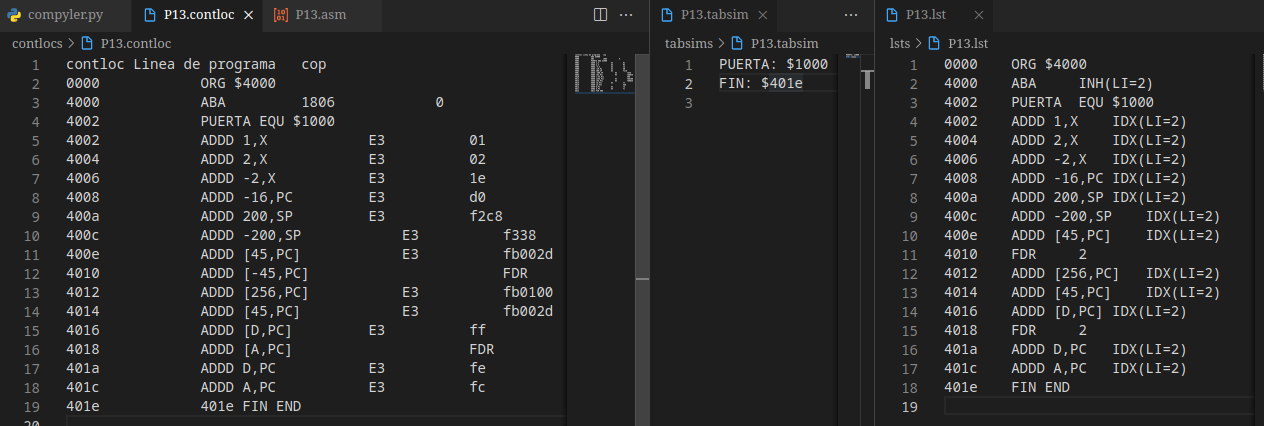 compyler.py P13.contloc P13.asm
contlocs > P13.contloc
1 contloc Linea de programa cop
2 0000 ORG $4000
3 4000 ABA 1806 0
4 4002 PUERTA EQU $1000
5 4002 ADDD 1,X E3 01
6 4004 ADDD 2,X E3 02
7 4006 ADDD -2,X E3 1e
8 4008 ADDD -16,PC E3 d0
9 400a ADDD 200,SP E3 f2c8
10 400c ADDD -200,SP E3 f338
11 400e ADDD [45,PC] E3 fb002d
12 4010 ADDD [-45,PC] FDR
13 4012 ADDD [256,PC] E3 fb0100
14 4014 ADDD [45,PC] E3 fb002d
15 4016 ADDD [D,PC] E3 ff
16 4018 ADDD [A,PC] FDR
17 401a ADDD D,PC E3 fe
18 401c ADDD A,PC E3 fc
19 401e 401e FIN END
20
P13.tabsim
tabsims > P13.tabsim
1 PUERTA: $1000
2 FIN: $401e
3
P13.lst
lsts > P13.lst
1 0000 ORG $4000
2 4000 ABA INH(LI=2)
3 4002 PUERTA EQU $1000
4 4002 ADDD 1,X IDX(LI=2)
5 4004 ADDD 2,X IDX(LI=2)
6 4006 ADDD -2,X IDX(LI=2)
7 4008 ADDD -16,PC IDX(LI=2)
8 400a ADDD 200,SP IDX(LI=2)
9 400c ADDD -200,SP IDX(LI=2)
10 400e ADDD [45,PC] IDX(LI=2)
11 4010 FDR 2
12 4012 ADDD [256,PC] IDX(LI=2)
13 4014 ADDD [45,PC] IDX(LI=2)
14 4016 ADDD [D,PC] IDX(LI=2)
15 4018 FDR 2
16 401a ADDD D,PC IDX(LI=2)
17 401c ADDD A,PC IDX(LI=2)
18 401e FIN END
19